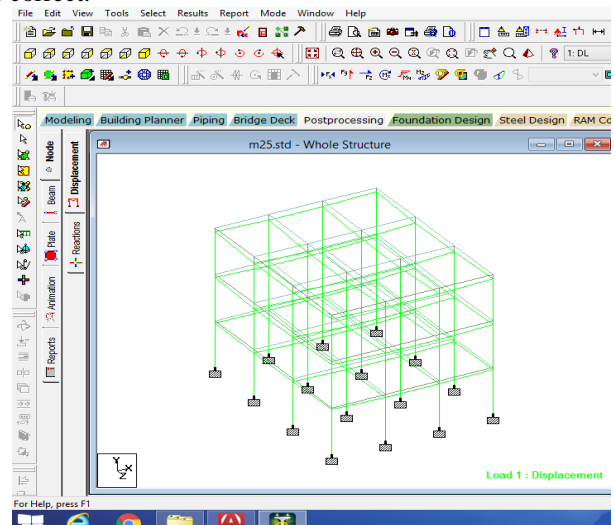 File Edit View Tools Select Results Report Mode Window Help
1: DL
Modeling Building Planner Piping Bridge Deck Postprocessing Foundation Design Steel Design RAM Co
m25.std - Whole Structure
Node
Displacement
Beam
Plate
Reactions
Animation
Reports
Y
X
Z
Load 1 : Displacement
For Help, press F1